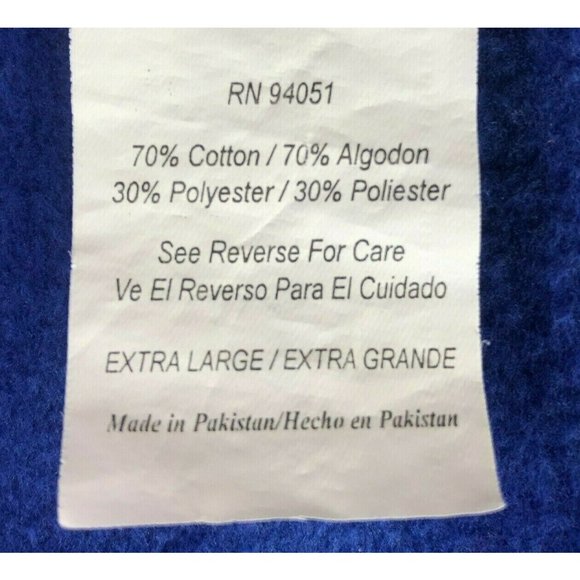 RN 94051
70% Cotton / 70% Algodon
30% Polyester / 30% Poliester
See Reverse For Care
Ve El Reverso Para El Cuidado
EXTRA LARGE / EXTRA GRANDE
Made in Pakistan/Hecho en Pakistan